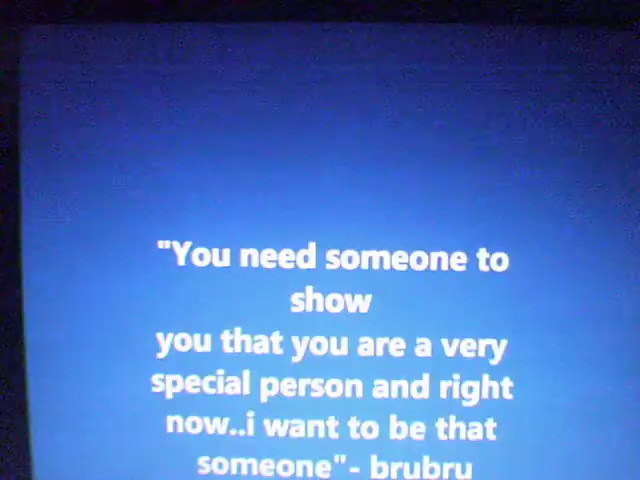 "You need someone to
show
you that you are a very
special person and right
now..i want to be that
someone"- brubru